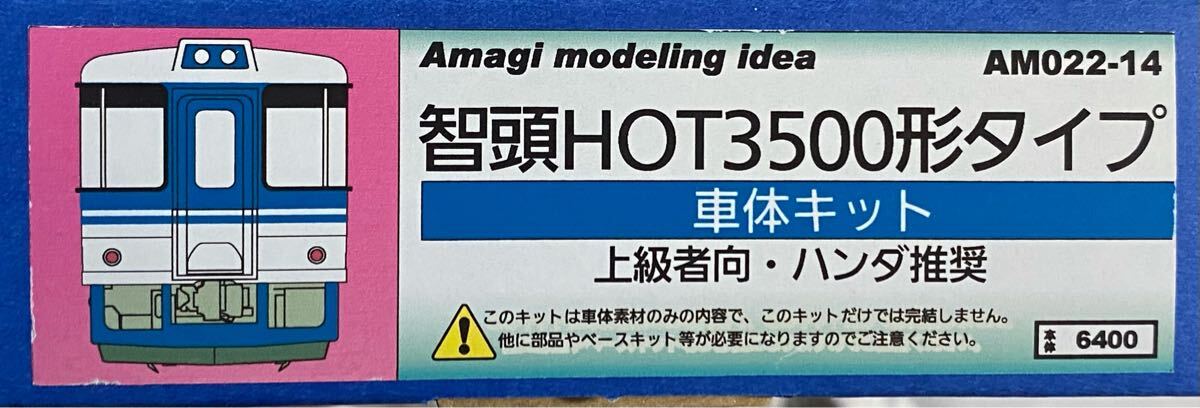 Amagi modeling idea
AM022-14
智頭HOT3500形タイプ
車体キット
上級者向・ハンダ推奨
このキットは車体素材のみの内容で、このキットだけでは完結しません。
他に部品やベースキット等が必要になりますのでご注意ください。
本体 6400